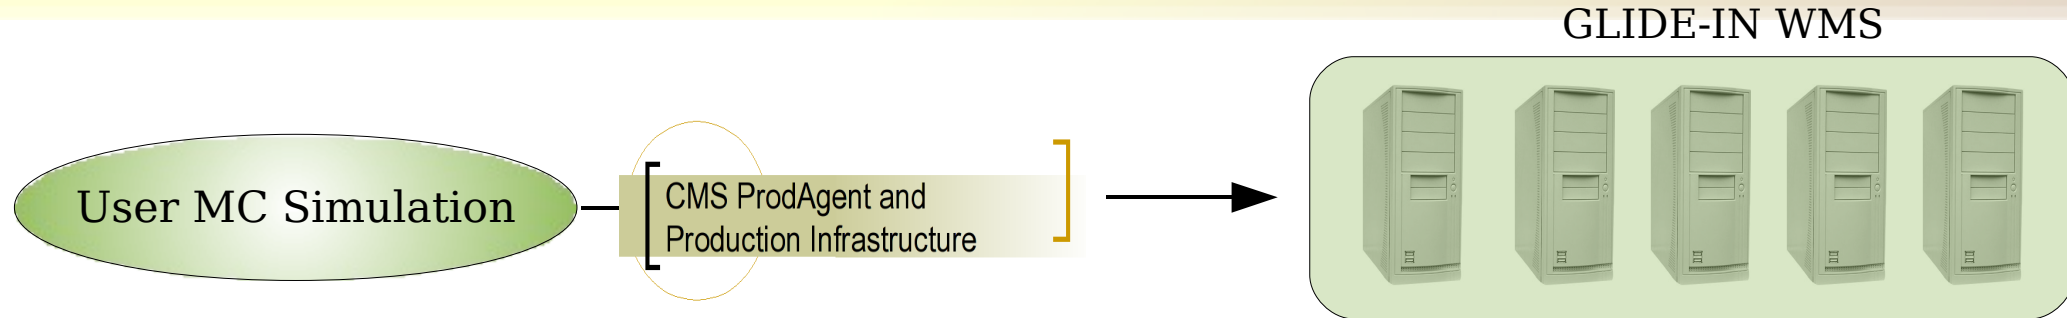 GLIDE-IN WMS
User MC Simulation
CMS ProdAgent and
Production Infrastructure